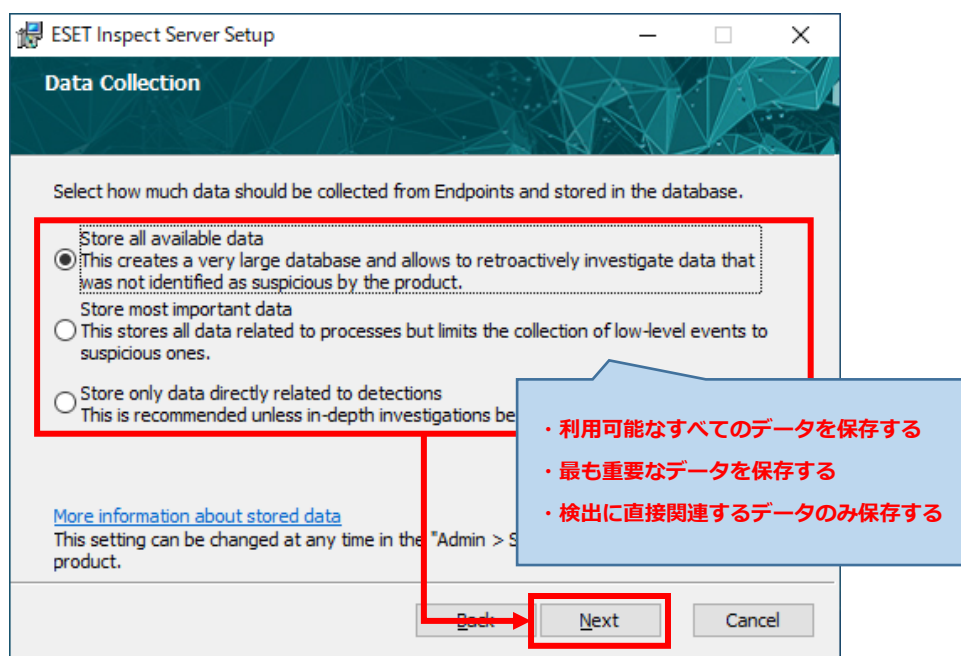 ESET Inspect Server Setup
Data Collection
Select how much data should be collected from Endpoints and stored in the database.
Store all available data
This creates a very large database and allows to retroactively investigate data that
was not identified as suspicious by the product.
Store most important data
This stores all data related to processes but limits the collection of low-level events to
suspicious ones.
Store only data directly related to detections
This is recommended unless in-depth investigations be
・利用可能なすべてのデータを保存する
・最も重要なデータを保存する
・検出に直接関連するデータのみ保存する
More information about stored data
This setting can be changed at any time in the "Admin > S
product.
Back
Next
Cancel